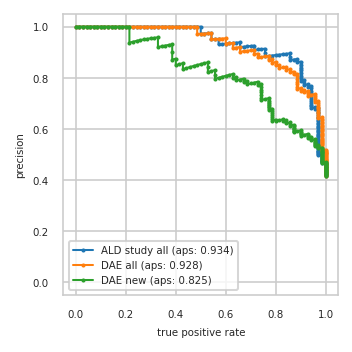 1.0
0.8
0.6
0.4
0.2
0.0
precision
ALD study all (aps: 0.934)
DAE all (aps: 0.928)
DAE new (aps: 0.825)
0.0 0.2 0.4 0.6 0.8 1.0
true positive rate